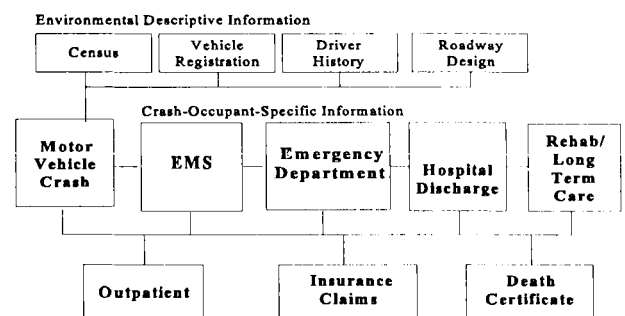 Environmental Descriptive Information
Census
Vehicle
Registration
Driver
History
Roadway
Design
Crash-Occupant-Specific Information
Motor
Vehicle
Crash
EMS
Emergency
Department
Hospital
Discharge
Rehab/
Long
Term
Care
Outpatient
Insurance
Claims
Death
Certificate